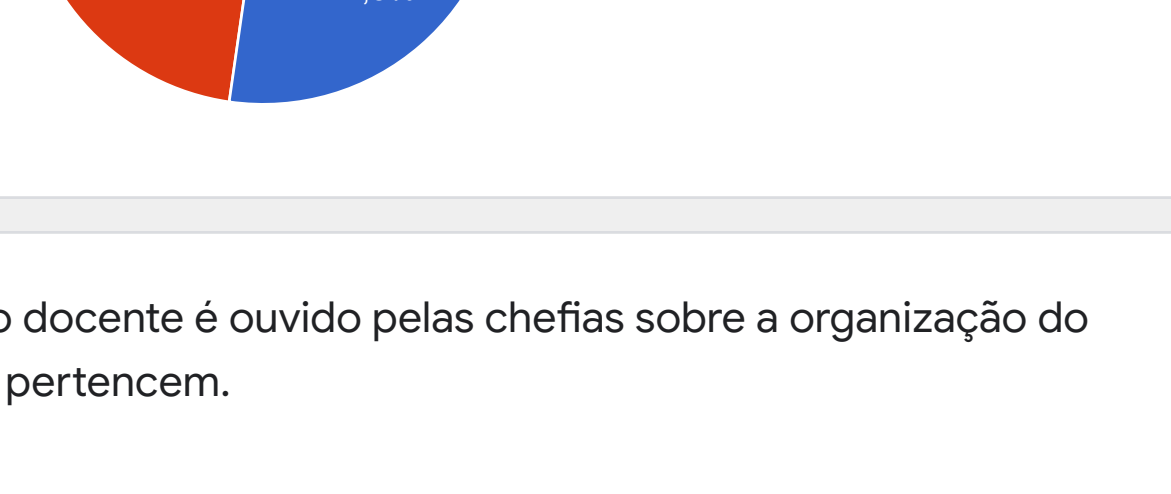 docente é ouvido pelas chefias sobre a organização do
pertencem.